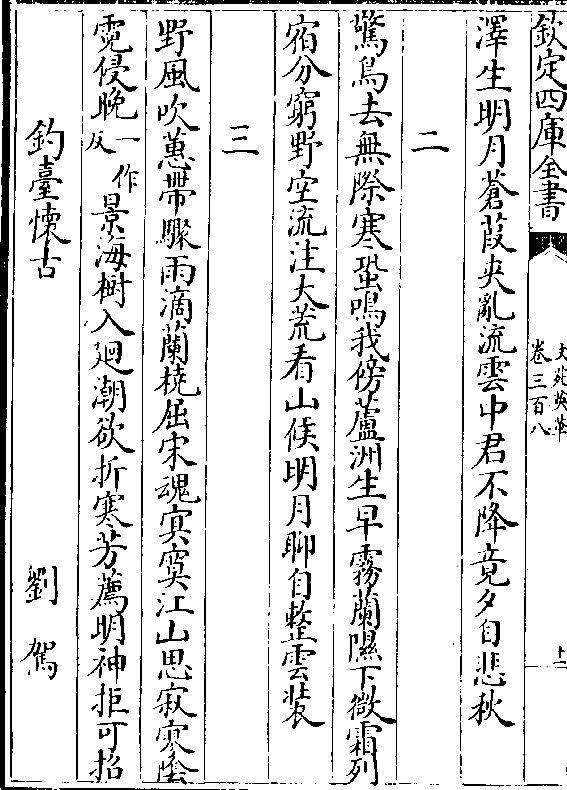 欽定四庫全書
文苑英華
卷三百八
十二
澤生明月蒼葭夾亂流雲中君不降竟夕自悲秋
二
驚鳥去無際寒蛩鳴我傍蘆洲生早霧蘭隰下微霜列
宿分窮野空流注大荒看山候明月聊自整雲裝
三
野風吹蕙帶驟雨滴蘭橈屈宋魂冥寞江山思寂寥陰
霓侵晚一作反景海樹入廻潮欲折寒芳薦明神拒可招
釣臺懷古
劉駕